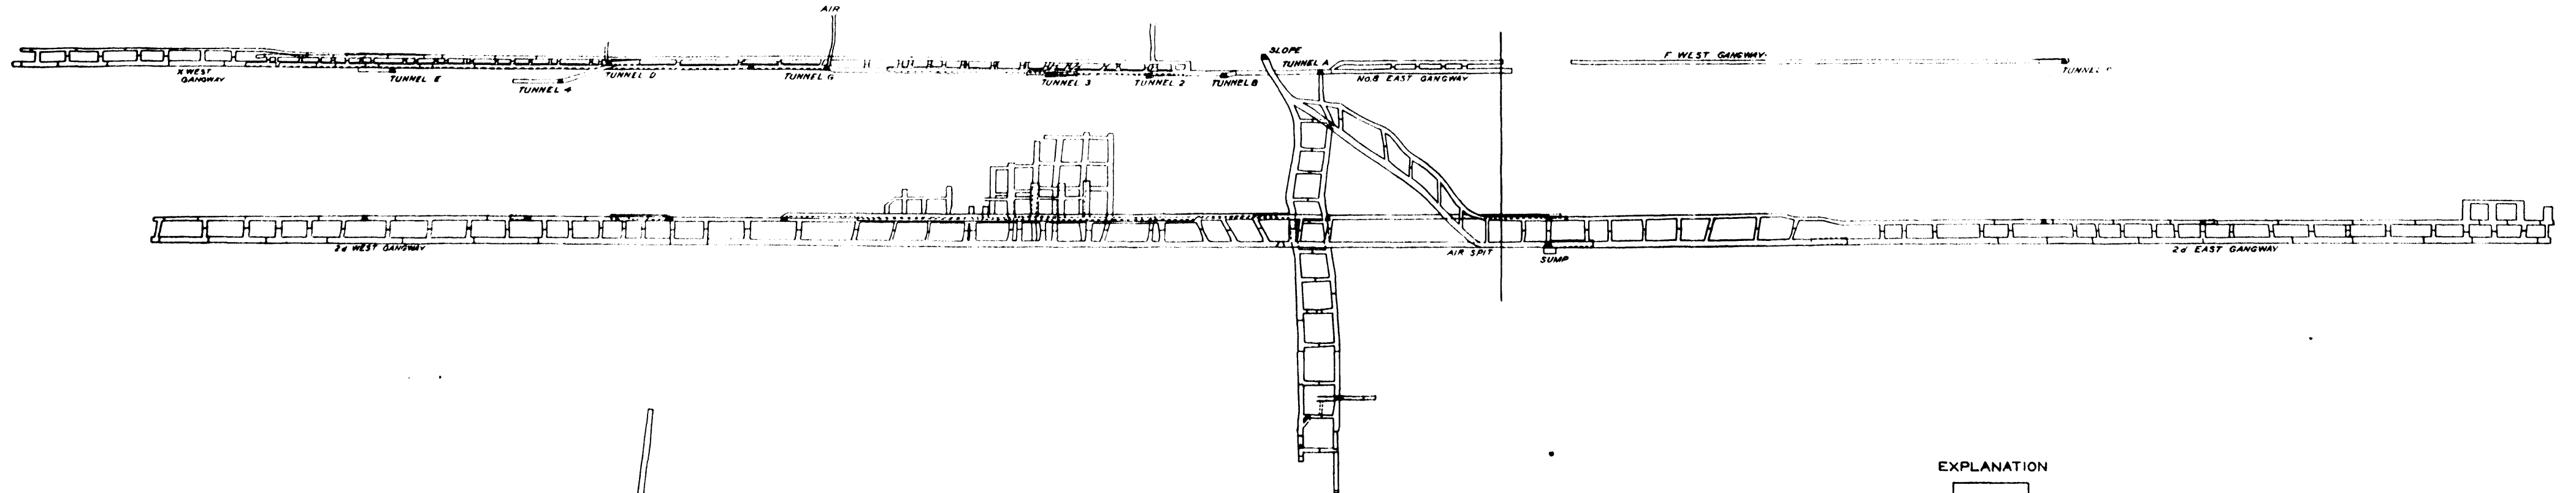 AIR
SLOPE
TUNNEL A
F WEST GANGWAY
X WEST
GANGWAY
TUNNEL E
TUNNEL 4
TUNNEL D
TUNNEL G
TUNNEL 3
TUNNEL 2
TUNNEL B
No.8 EAST GANGWAY
TUNNEL
2d WEST GANGWAY
AIR SPIT
SUMP
2d EAST GANGWAY
EXPLANATION